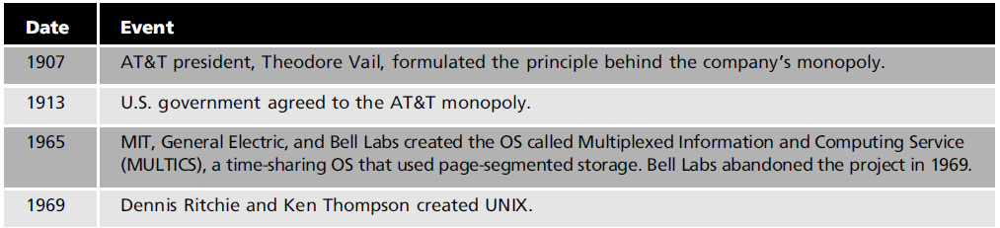 Date Event
1907 AT&T president, Theodore Vail, formulated the principle behind the company’s monopoly.
1913 U.S. government agreed to the AT&T monopoly.
1965 MIT, General Electric, and Bell Labs created the OS called Multiplexed Information and Computing Service
(MULTICS), a time-sharing OS that used page-segmented storage. Bell Labs abandoned the project in 1969.
1969 Dennis Ritchie and Ken Thompson created UNIX.